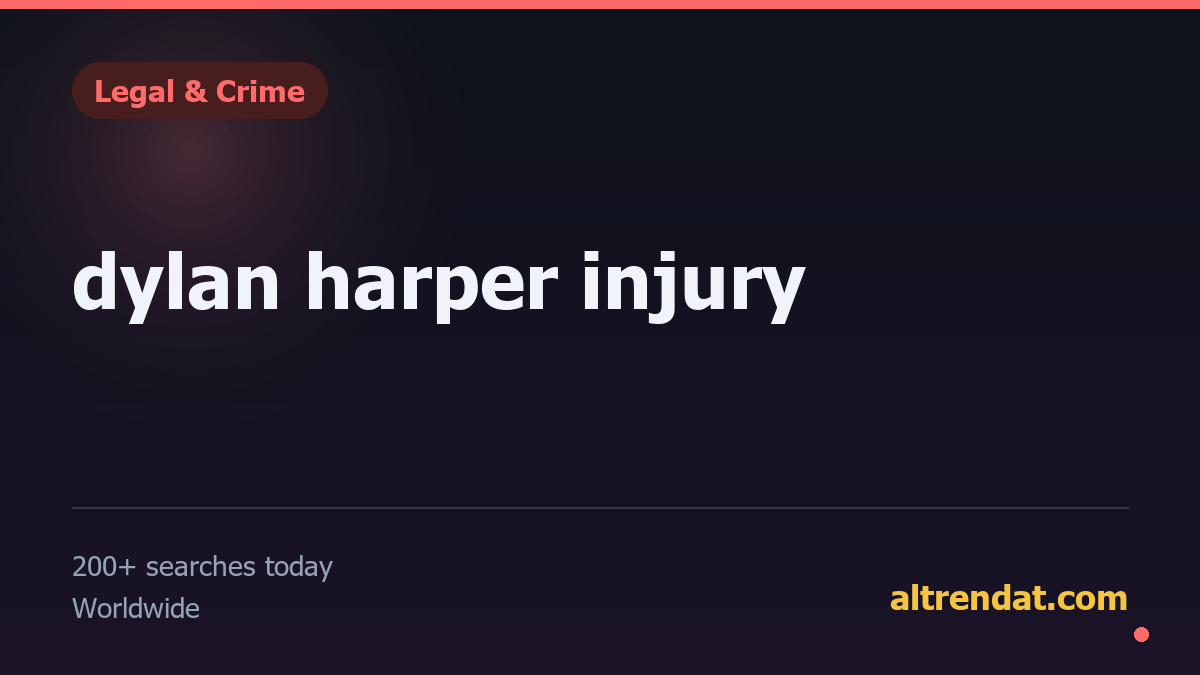 Legal & Crime
dylan harper injury
200+ searches today
Worldwide
altrendat.com